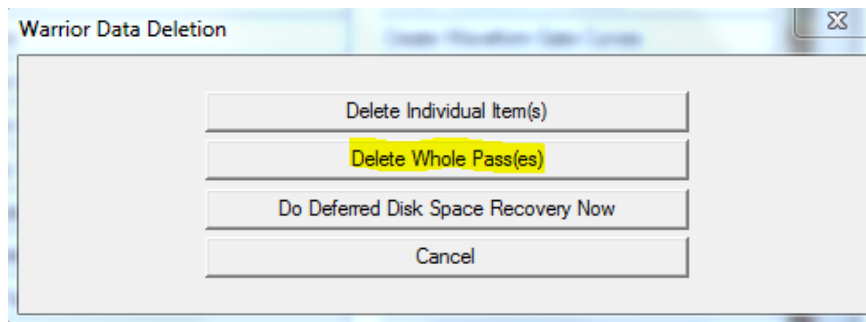 Warrior Data Deletion
Delete Individual Item(s)
Delete Whole Pass(es)
Do Deferred Disk Space Recovery Now
Cancel